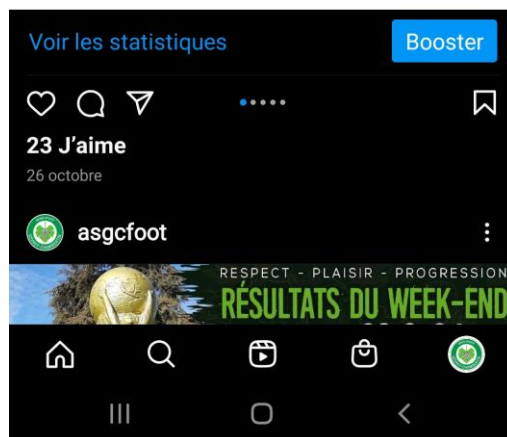 Voir les statistiques
Booster
23 J'aime
26 octobre
asgcfoot
RESPECT - PLAISIR - PROGRESSION
RÉSULTATS DU WEEK-END